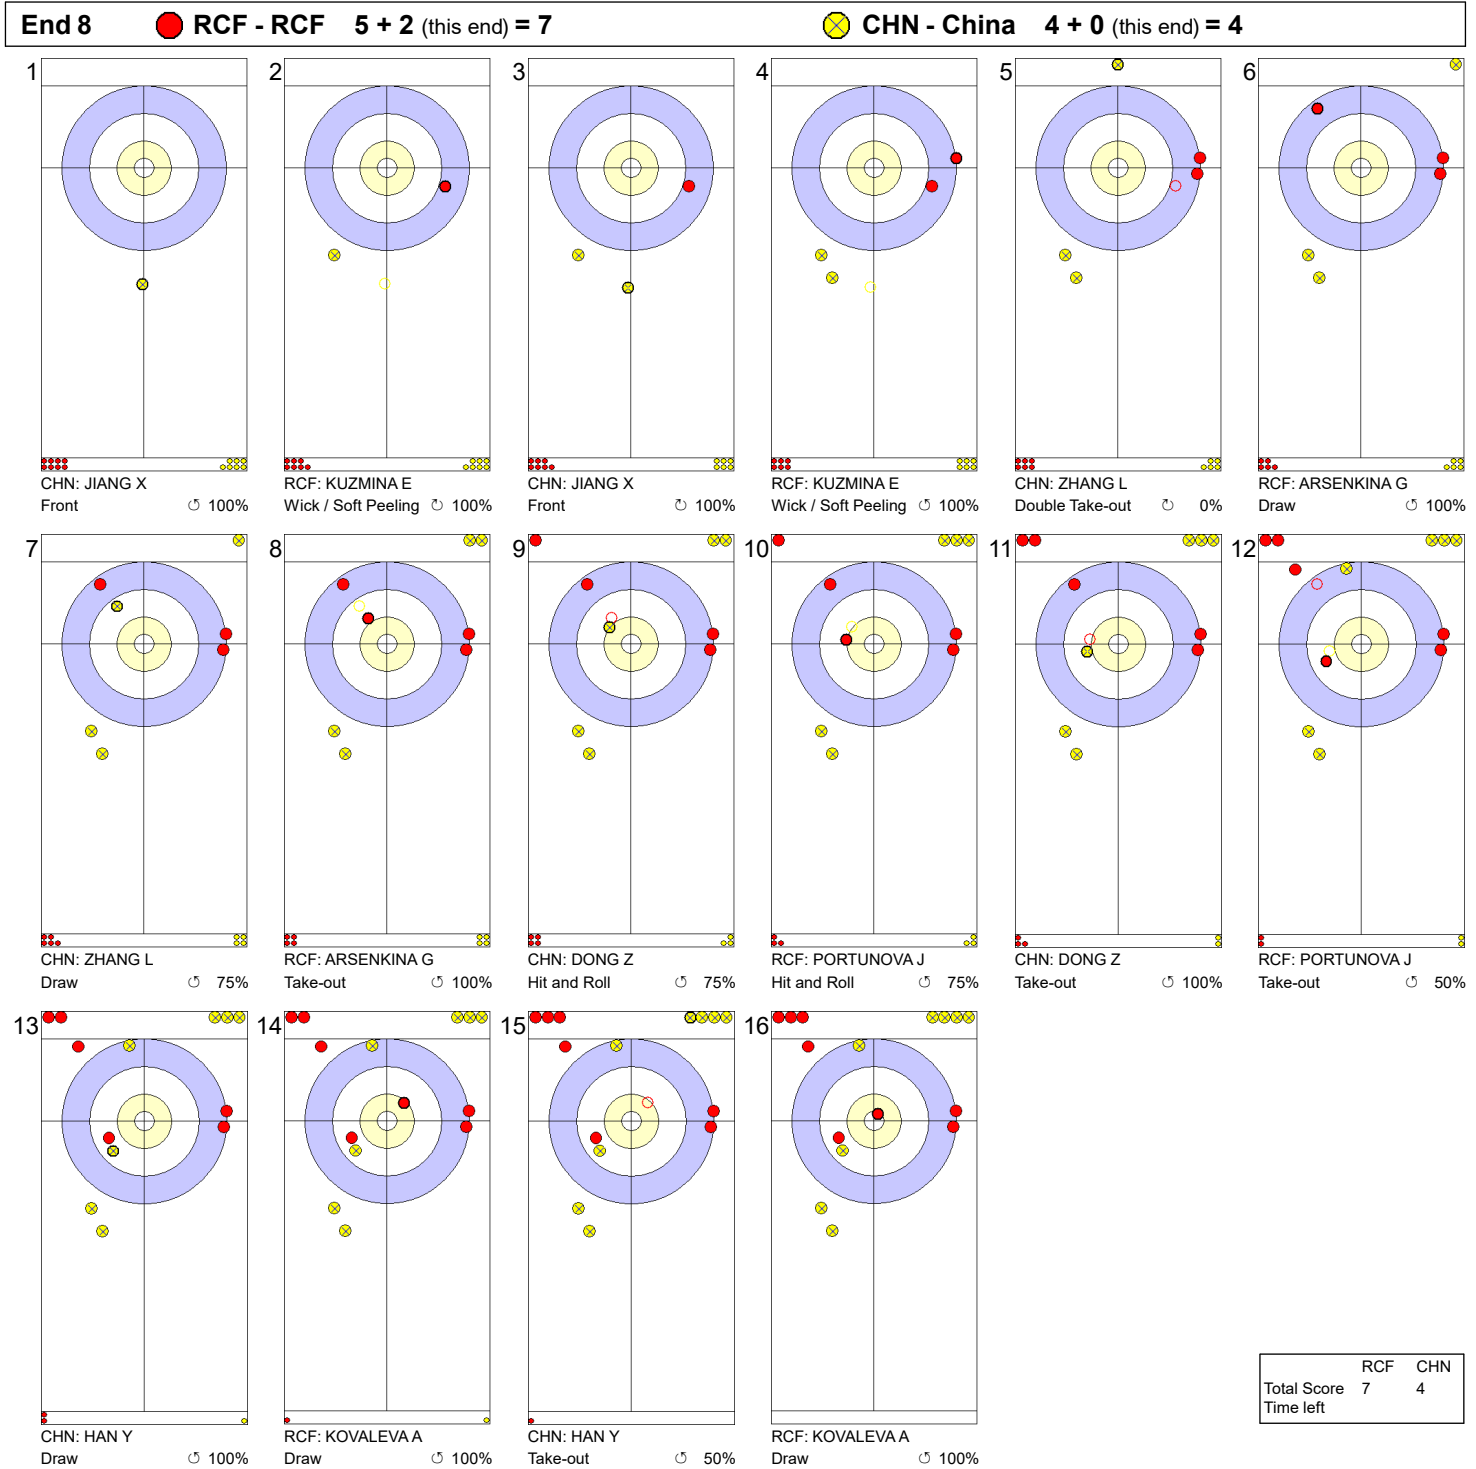 End 8 RCF - RCF 5 + 2 (this end) = 7 CHN - China 4 + 0 (this end) = 4
1 2 3 4 5 6
CHN: JIANG X RCF: KUZMINA E CHN: JIANG X RCF: KUZMINA E CHN: ZHANG L RCF: ARSENKINA G
Front ↺ 100% Wick / Soft Peeling ↻ 100% Front ↺ 100% Wick / Soft Peeling ↻ 100% Double Take-out ↻ 0% Draw ↺ 100%
7 8 9 10 11 12
CHN: ZHANG L RCF: ARSENKINA G CHN: DONG Z RCF: PORTUNOVA J CHN: DONG Z RCF: PORTUNOVA J
Draw ↺ 75% Take-out ↺ 100% Hit and Roll ↺ 75% Hit and Roll ↺ 75% Take-out ↺ 100% Take-out ↺ 50%
13 14 15 16
RCF CHN
Total Score 7 4
Time left
CHN: HAN Y RCF: KOVALEVA A CHN: HAN Y RCF: KOVALEVA A
Draw ↺ 100% Draw ↺ 100% Take-out ↺ 50% Draw ↺ 100%